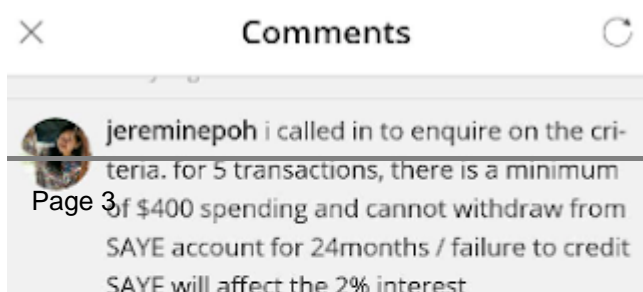 Comments
jereminepoh i called in to enquire on the cri-
teria. for 5 transactions, there is a minimum
Page 3
of $400 spending and cannot withdraw from
SAYE account for 24months / failure to credit
SAYE will affect the 2% interest